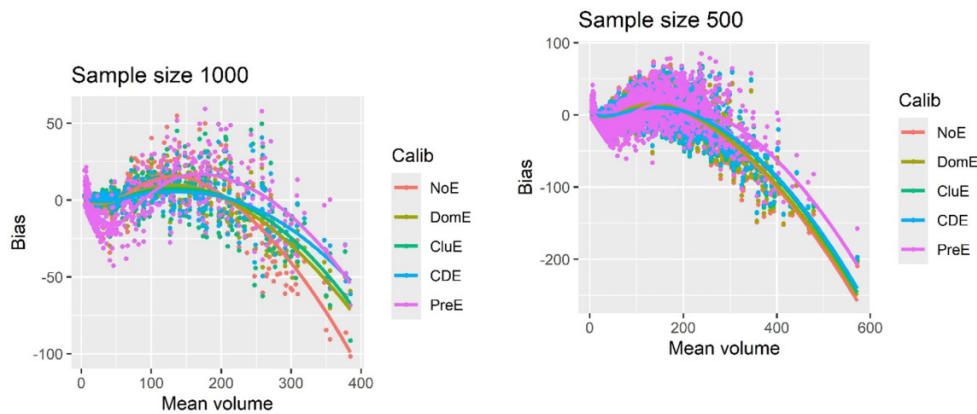 Sample size 1000
50
0
-50
-100
Bias
0
100
200
300
400
Mean volume
Calib
NoE
DomE
CluE
CDE
PreE
Sample size 500
100
0
-100
-200
Bias
0
200
400
600
Mean volume
Calib
NoE
DomE
CluE
CDE
PreE